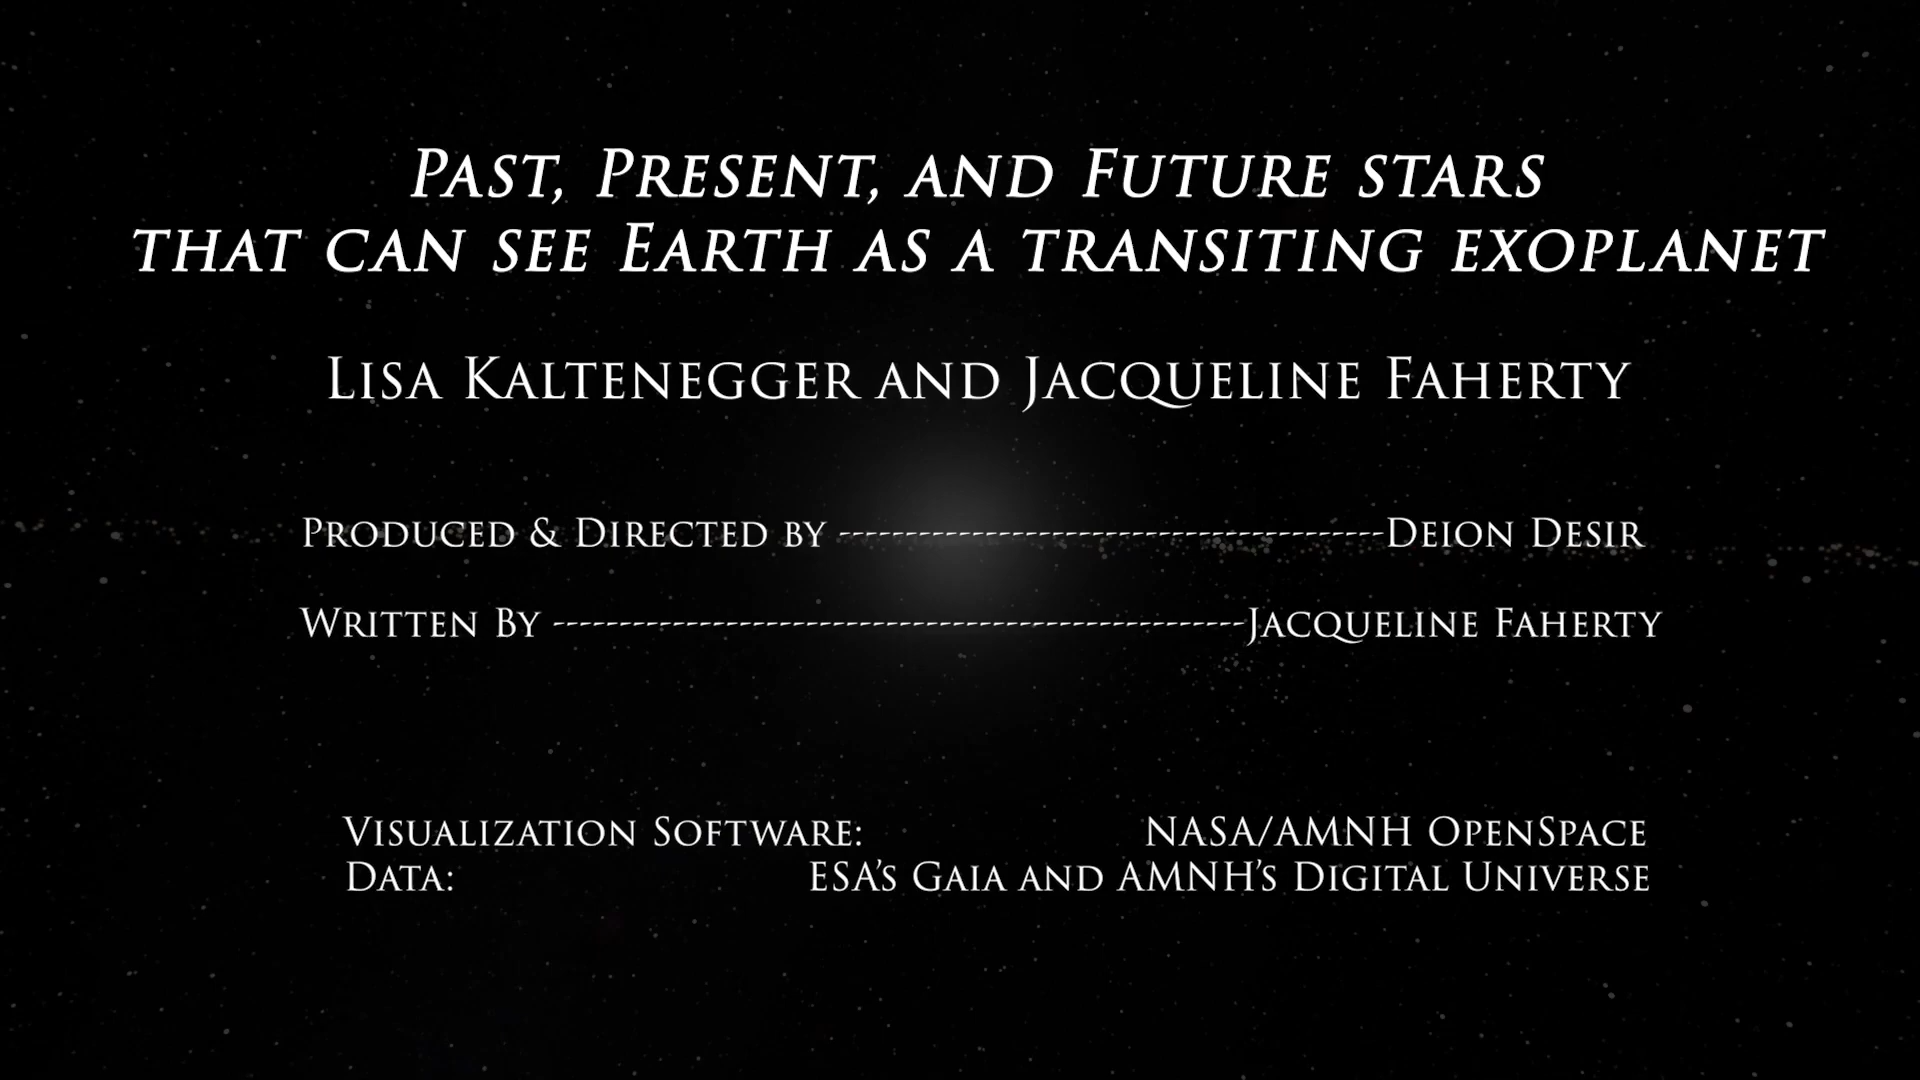 Past, Present, and Future stars
that can see Earth as a transiting exoplanet
Lisa Kaltenegger and Jacqueline Faherty
Produced & Directed by -----------------------------------------Deion Desir
Written By ----------------------------------------------------Jacqueline Faherty
Visualization Software: NASA/AMNH OpenSpace
Data: ESA's Gaia and AMNH's Digital Universe